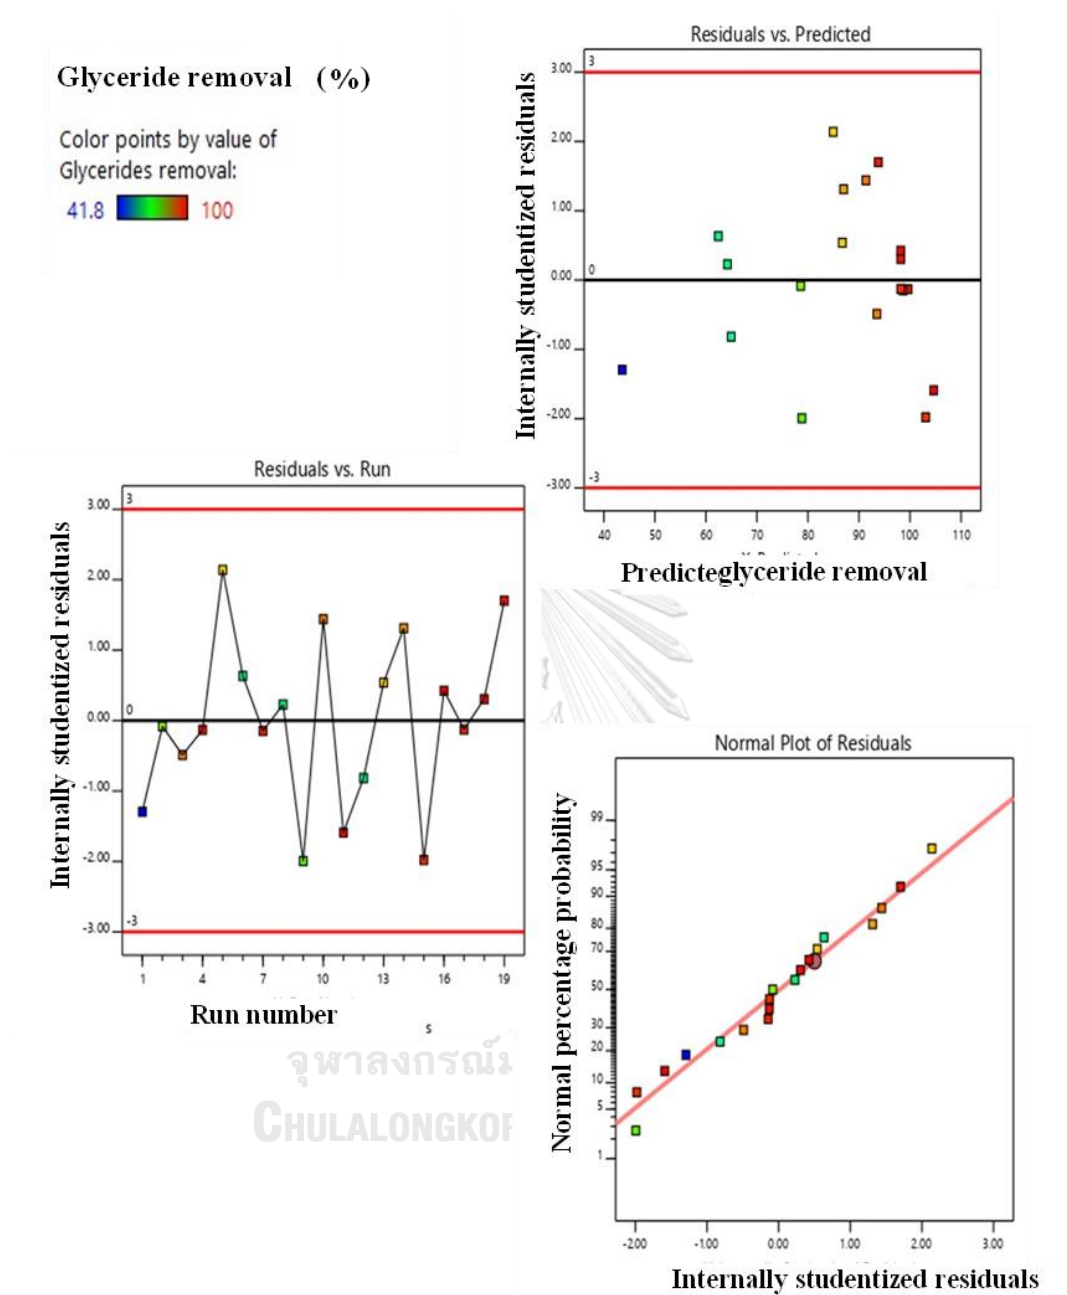 Glyceride removal (%)
Color points by value of
Glycerides removal:
41.8 100
Residuals vs. Predicted
Internally studentized residuals
3.00
2.00
1.00
0.00
-1.00
-2.00
-3.00
3
0
-3
40 50 60 70 80 90 100 110
Predicteglyceride removal
Residuals vs. Run
Internally studentized residuals
3.00
2.00
1.00
0.00
-1.00
-2.00
-3.00
3
0
-3
1 4 7 10 13 16 19
Run number
s
จุฬาลงกรณ์ม
CHULALONGKOR
Normal Plot of Residuals
Normal percentage probability
99
95
90
80
70
50
30
20
10
5
1
-2.00 -1.00 0.00 1.00 2.00 3.00
Internally studentized residuals